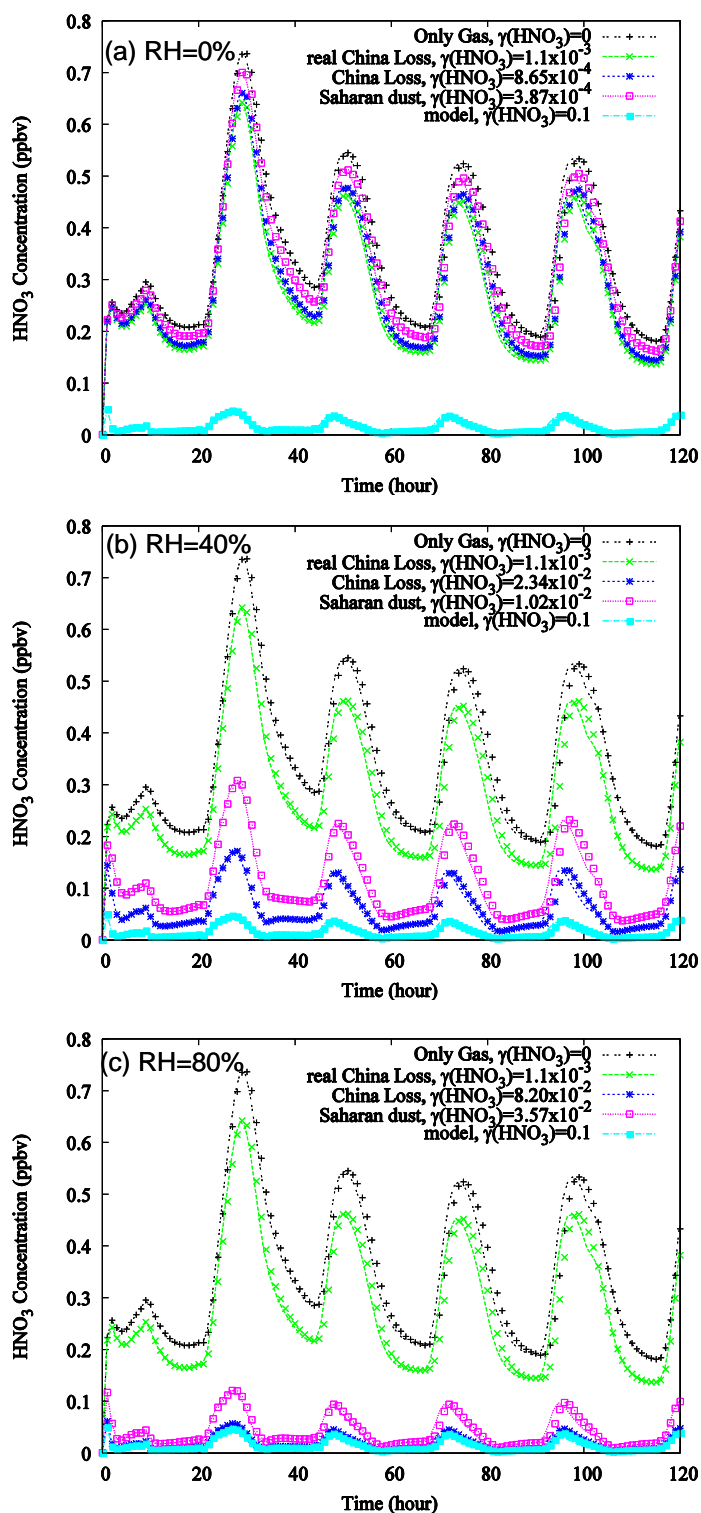 0.8
(a) RH=0%
Only Gas, γ(HNO₃)=0
real China Loss, γ(HNO₃)=1.1x10⁻³
China Loss, γ(HNO₃)=8.65x10⁻⁴
Saharan dust, γ(HNO₃)=3.87x10⁻⁴
model, γ(HNO₃)=0.1
0.7
0.6
0.5
0.4
0.3
0.2
0.1
0
HNO₃ Concentration (ppbv)
0 20 40 60 80 100 120
Time (hour)
0.8
(b) RH=40%
Only Gas, γ(HNO₃)=0
real China Loss, γ(HNO₃)=1.1x10⁻³
China Loss, γ(HNO₃)=2.34x10⁻²
Saharan dust, γ(HNO₃)=1.02x10⁻²
model, γ(HNO₃)=0.1
0.7
0.6
0.5
0.4
0.3
0.2
0.1
0
HNO₃ Concentration (ppbv)
0 20 40 60 80 100 120
Time (hour)
0.8
(c) RH=80%
Only Gas, γ(HNO₃)=0
real China Loss, γ(HNO₃)=1.1x10⁻³
China Loss, γ(HNO₃)=8.20x10⁻²
Saharan dust, γ(HNO₃)=3.57x10⁻²
model, γ(HNO₃)=0.1
0.7
0.6
0.5
0.4
0.3
0.2
0.1
0
HNO₃ Concentration (ppbv)
0 20 40 60 80 100 120
Time (hour)